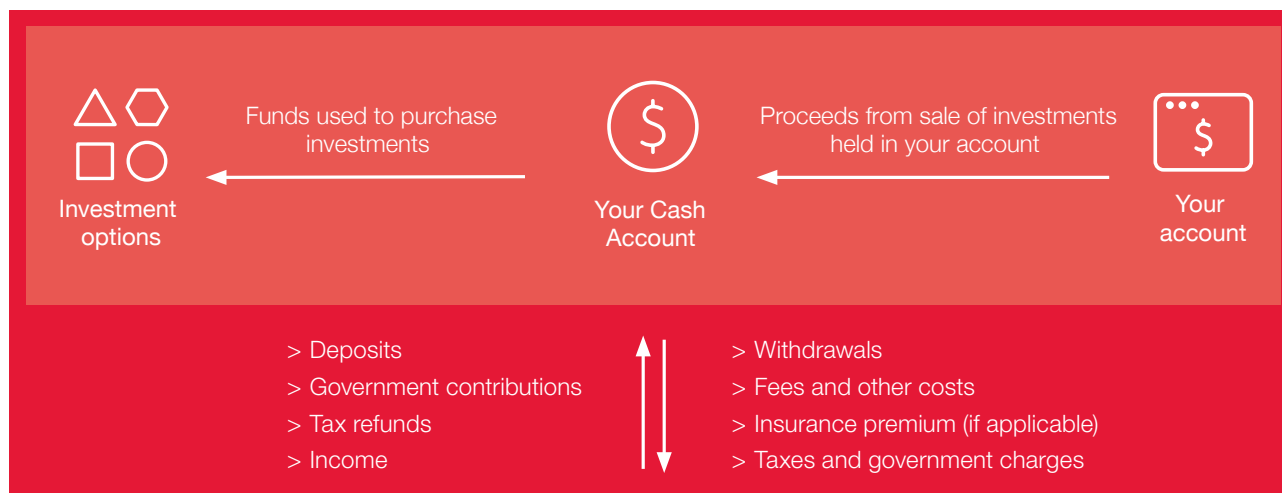 Funds used to purchase
investments
Proceeds from sale of investments
held in your account
$
$
Investment
options
Your Cash
Account
Your
account
> Deposits
> Government contributions
> Tax refunds
> Income
> Withdrawals
> Fees and other costs
> Insurance premium (if applicable)
> Taxes and government charges